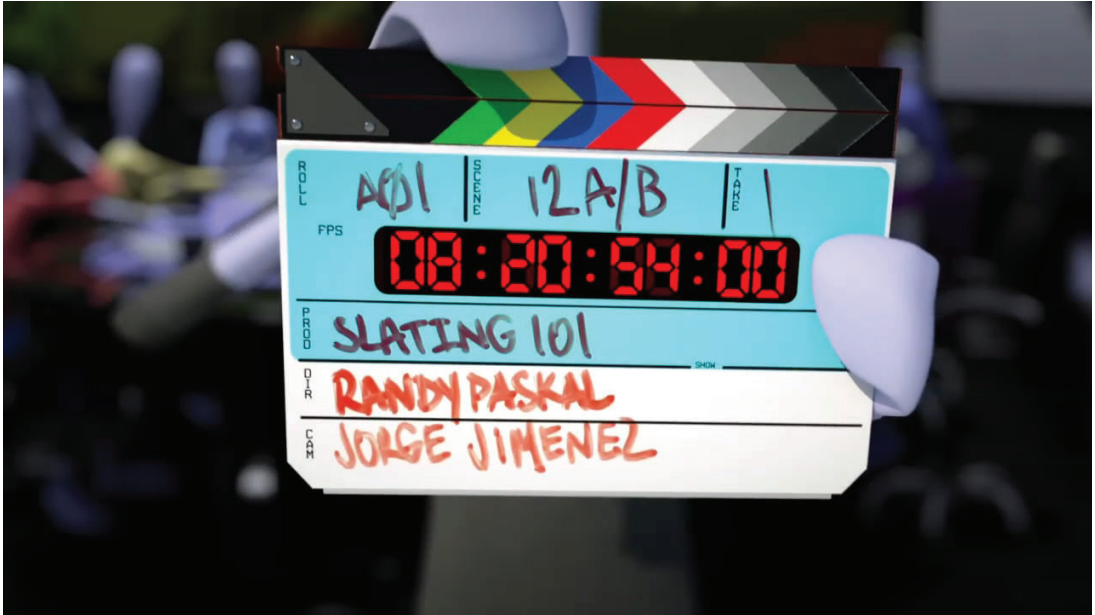 ROLL A01 SCENE 12A/B TAKE 1
FPS 08:20:54:00
PROD SLATING 101
SHOW
DIR RANDY PASKAL
CAM JORGE JIMENEZ